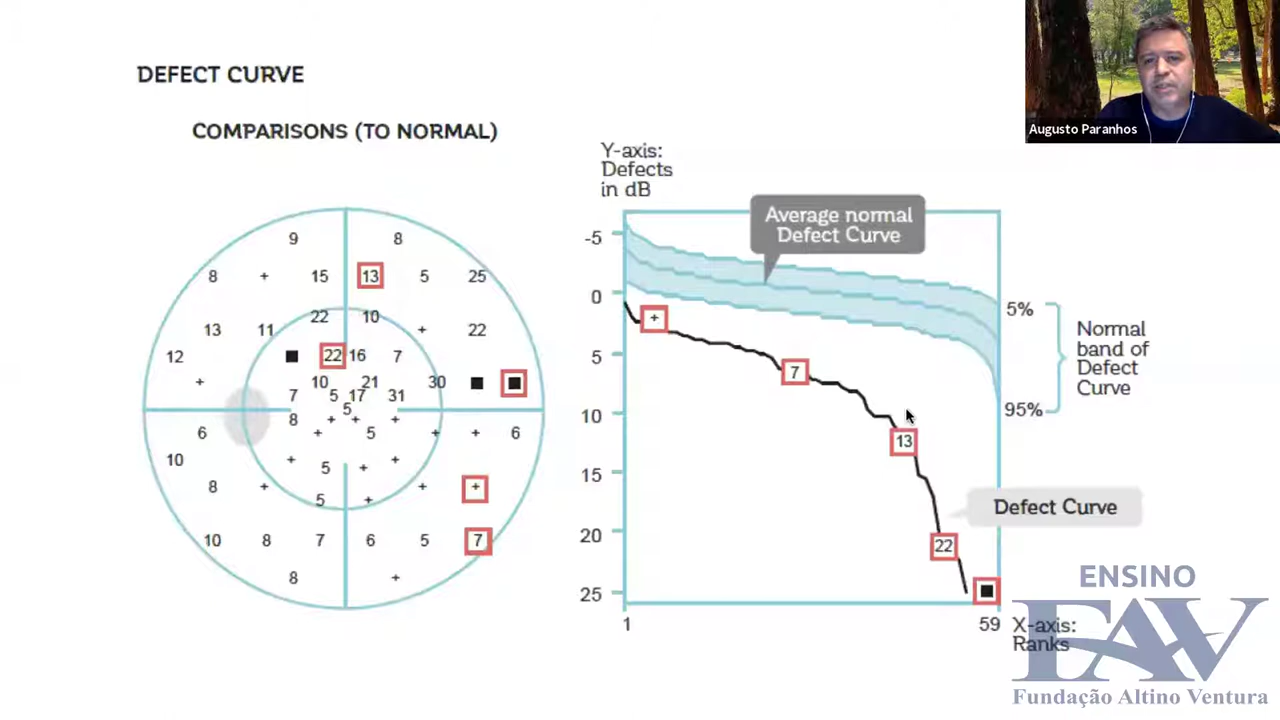 DEFECT CURVE
COMPARISONS (TO NORMAL)
Augusto Paranhos
9 8
8 + 15 13 5 25
22 10
13 11 + 22
12 ■ 22 16 7
+ 10 21 30 ■ ■
7 5 17 31
5
8 + + +
6 + 5 + + 6
10 + 5 + +
8 + 5 + + +
10 8 7 6 5 7
8 +
Y-axis:
Defects
in dB
-5
0
5
10
15
20
25
Average normal
Defect Curve
+
7
13
22
■
5%
95%
Normal
band of
Defect
Curve
Defect Curve
1
59
X-axis:
Ranks
ENSINO
FAV
Fundação Altino Ventura